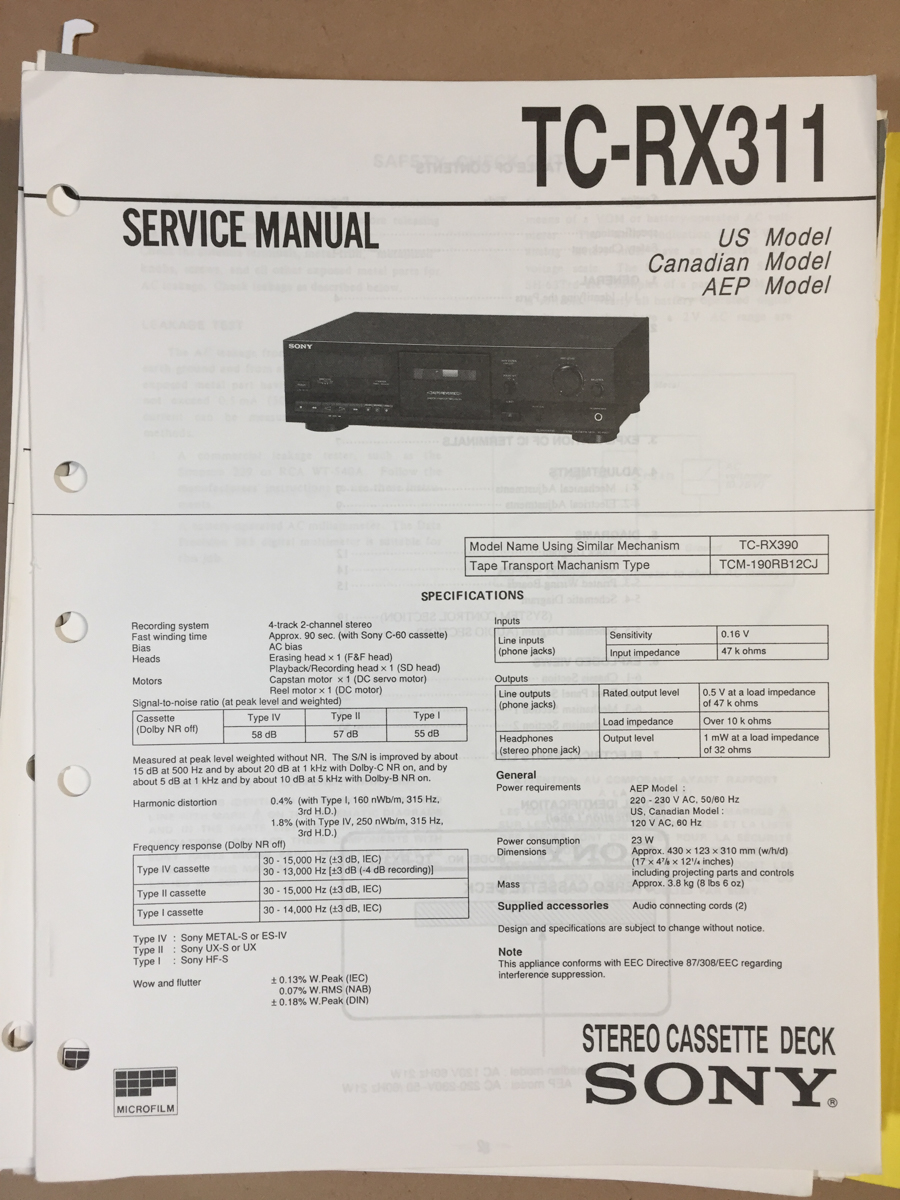 TC-RX311
SERVICE MANUAL
US Model
Canadian Model
AEP Model
SONY
Model Name Using Similar Mechanism TC-RX390
Tape Transport Machanism Type TCM-190RB12CJ
SPECIFICATIONS
Recording system 4-track 2-channel stereo
Fast winding time Approx. 90 sec. (with Sony C-60 cassette)
Bias AC bias
Heads Erasing head × 1 (F&F head)
Playback/Recording head × 1 (SD head)
Motors Capstan motor × 1 (DC servo motor)
Reel motor × 1 (DC motor)
Signal-to-noise ratio (at peak level and weighted)
Cassette (Dolby NR off) Type IV Type II Type I
58 dB 57 dB 55 dB
Measured at peak level weighted without NR. The S/N is improved by about
15 dB at 500 Hz and by about 20 dB at 1 kHz with Dolby-C NR on, and by
about 5 dB at 1 kHz and by about 10 dB at 5 kHz with Dolby-B NR on.
Harmonic distortion 0.4% (with Type I, 160 nWb/m, 315 Hz,
3rd H.D.)
1.8% (with Type IV, 250 nWb/m, 315 Hz,
3rd H.D.)
Frequency response (Dolby NR off)
Type IV cassette 30 - 15,000 Hz (±3 dB, IEC)
30 - 13,000 Hz [±3 dB (-4 dB recording)]
Type II cassette 30 - 15,000 Hz (±3 dB, IEC)
Type I cassette 30 - 14,000 Hz (±3 dB, IEC)
Type IV : Sony METAL-S or ES-IV
Type II : Sony UX-S or UX
Type I : Sony HF-S
Wow and flutter ± 0.13% W.Peak (IEC)
0.07% W.RMS (NAB)
± 0.18% W.Peak (DIN)
Inputs
Line inputs (phone jacks) Sensitivity 0.16 V
Input impedance 47 k ohms
Outputs
Line outputs (phone jacks) Rated output level 0.5 V at a load impedance
of 47 k ohms
Load impedance Over 10 k ohms
Headphones (stereo phone jack) Output level 1 mW at a load impedance
of 32 ohms
General
Power requirements AEP Model :
220 - 230 V AC, 50/60 Hz
US, Canadian Model :
120 V AC, 60 Hz
Power consumption 23 W
Dimensions Approx. 430 × 123 × 310 mm (w/h/d)
(17 × 4 7/8 × 12 1/4 inches)
including projecting parts and controls
Mass Approx. 3.8 kg (8 lbs 6 oz)
Supplied accessories Audio connecting cords (2)
Design and specifications are subject to change without notice.
Note
This appliance conforms with EEC Directive 87/308/EEC regarding
interference suppression.
MICROFILM
STEREO CASSETTE DECK
SONY®